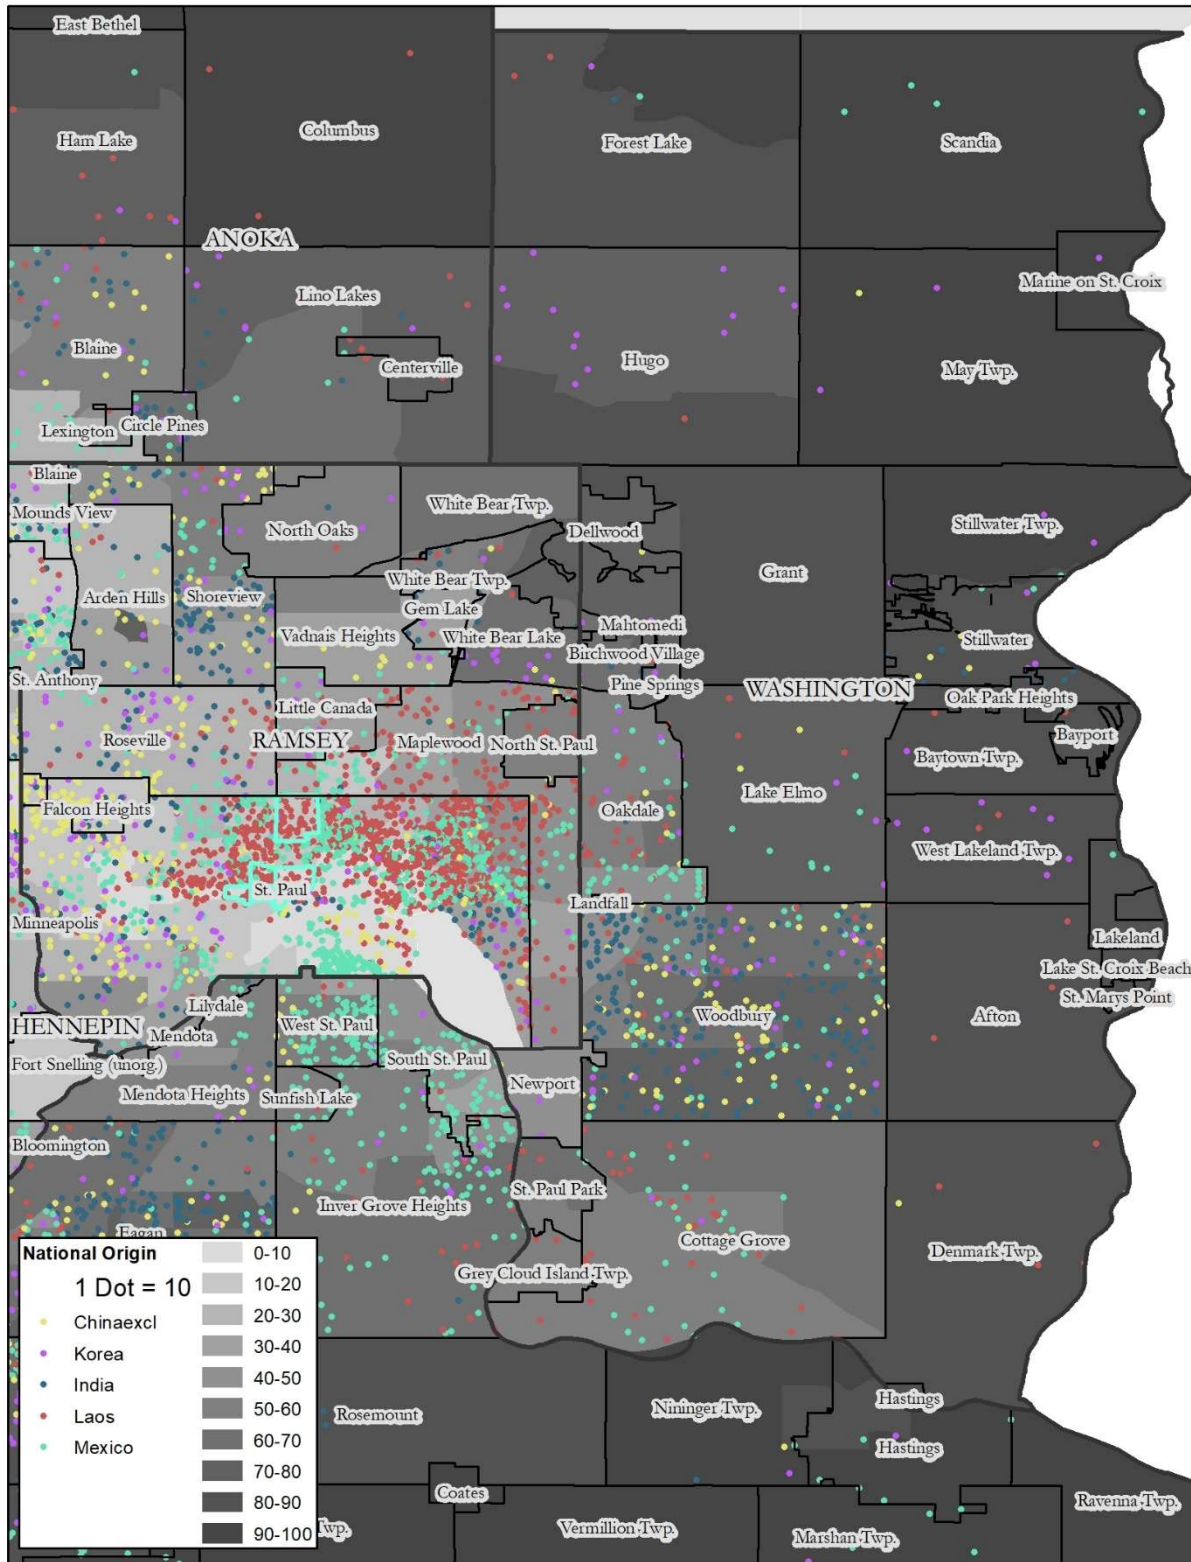 East Bethel
Ham Lake
Columbus
Forest Lake
Scandia
ANOKA
Marine on St. Croix
Lino Lakes
Blaine
Centerville
Hugo
May Twp.
Lexington
Circle Pines
Blaine
Mounds View
North Oaks
White Bear Twp.
Dellwood
Stillwater Twp.
Grant
Arden Hills
Shoreview
White Bear Twp.
Gem Lake
Vadnais Heights
White Bear Lake
Mahtomedi
Stillwater
Birchwood Village
St. Anthony
Pine Springs
WASHINGTON
Oak Park Heights
Little Canada
Roseville
RAMSEY
Maplewood
North St. Paul
Bayport
Baytown Twp.
Lake Elmo
Falcon Heights
Oakdale
West Lakeland Twp.
St. Paul
Landfall
Minneapolis
Lakeland
Lake St. Croix Beach
St. Marys Point
Lilydale
Woodbury
Afton
HENNEPIN
Mendota
West St. Paul
South St. Paul
Fort Snelling (unorg.)
Newport
Mendota Heights
Sunfish Lake
Bloomington
St. Paul Park
Inver Grove Heights
Eagan
Cottage Grove
Denmark Twp.
Grey Cloud Island Twp.
National Origin
1 Dot = 10
Chinaexcl
Korea
India
Laos
Mexico
0-10
10-20
20-30
30-40
40-50
50-60
60-70
70-80
80-90
90-100
Rosemount
Nininger Twp.
Hastings
Hastings
Coates
Ravenna Twp.
Twp.
Vermillion Twp.
Marshan Twp.